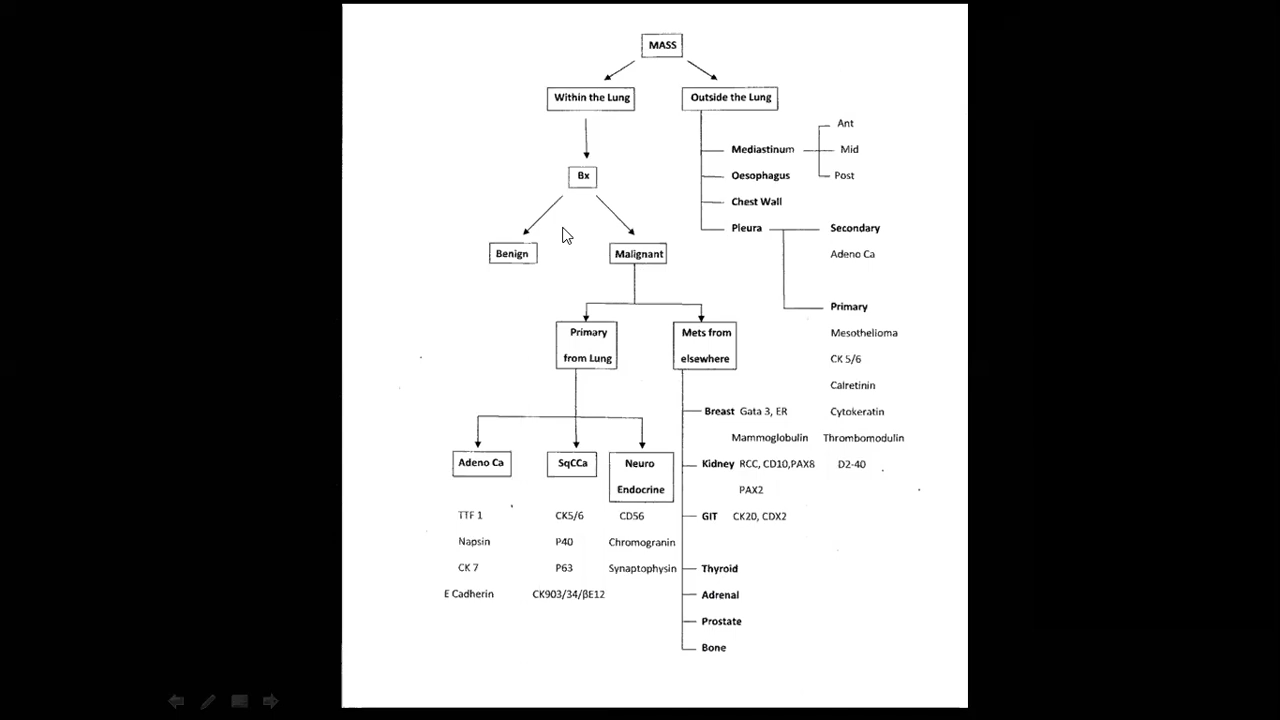 MASS
Within the Lung
Outside the Lung
Ant
Mediastinum
Mid
Bx
Oesophagus
Post
Chest Wall
Pleura
Secondary
Benign
Malignant
Adeno Ca
Primary
Primary
from Lung
Mets from
elsewhere
Mesothelioma
CK 5/6
Calretinin
Breast Gata 3, ER
Cytokeratin
Mammoglobulin
Thrombomodulin
Adeno Ca
SqCCa
Neuro
Endocrine
Kidney RCC, CD10,PAX8
D2-40
PAX2
TTF 1
CK5/6
CD56
GIT CK20, CDX2
Napsin
P40
Chromogranin
CK 7
P63
Synaptophysin
Thyroid
E Cadherin
CK903/34/βE12
Adrenal
Prostate
Bone